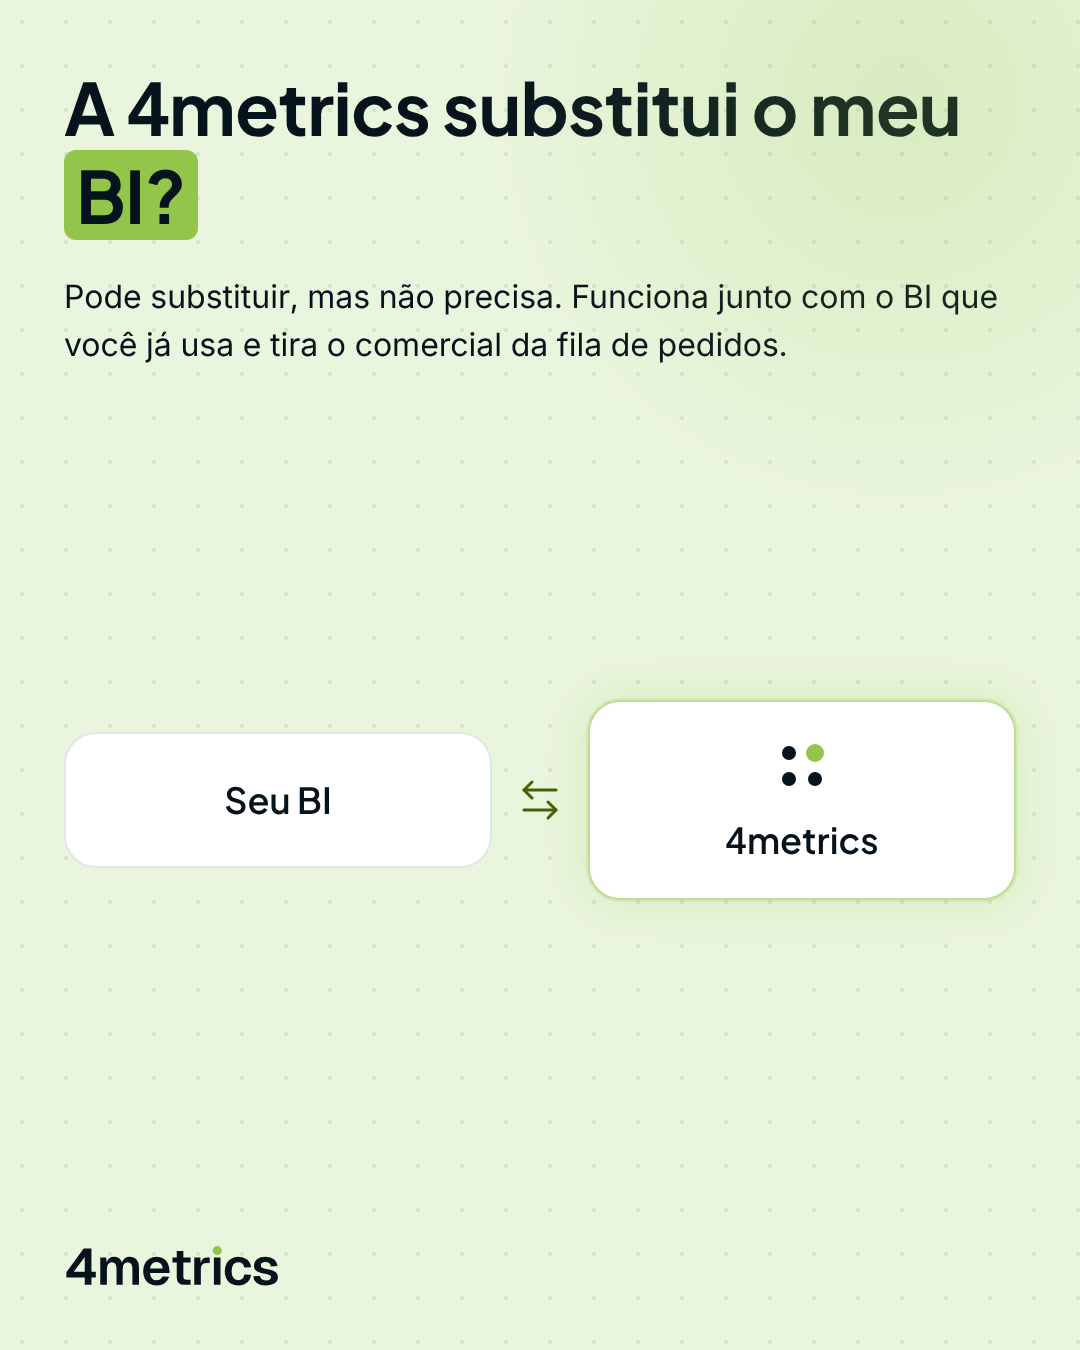 A 4metrics substitui o meu
BI?
Pode substituir, mas não precisa. Funciona junto com o BI que
você já usa e tira o comercial da fila de pedidos.
Seu BI
4metrics
4metrics